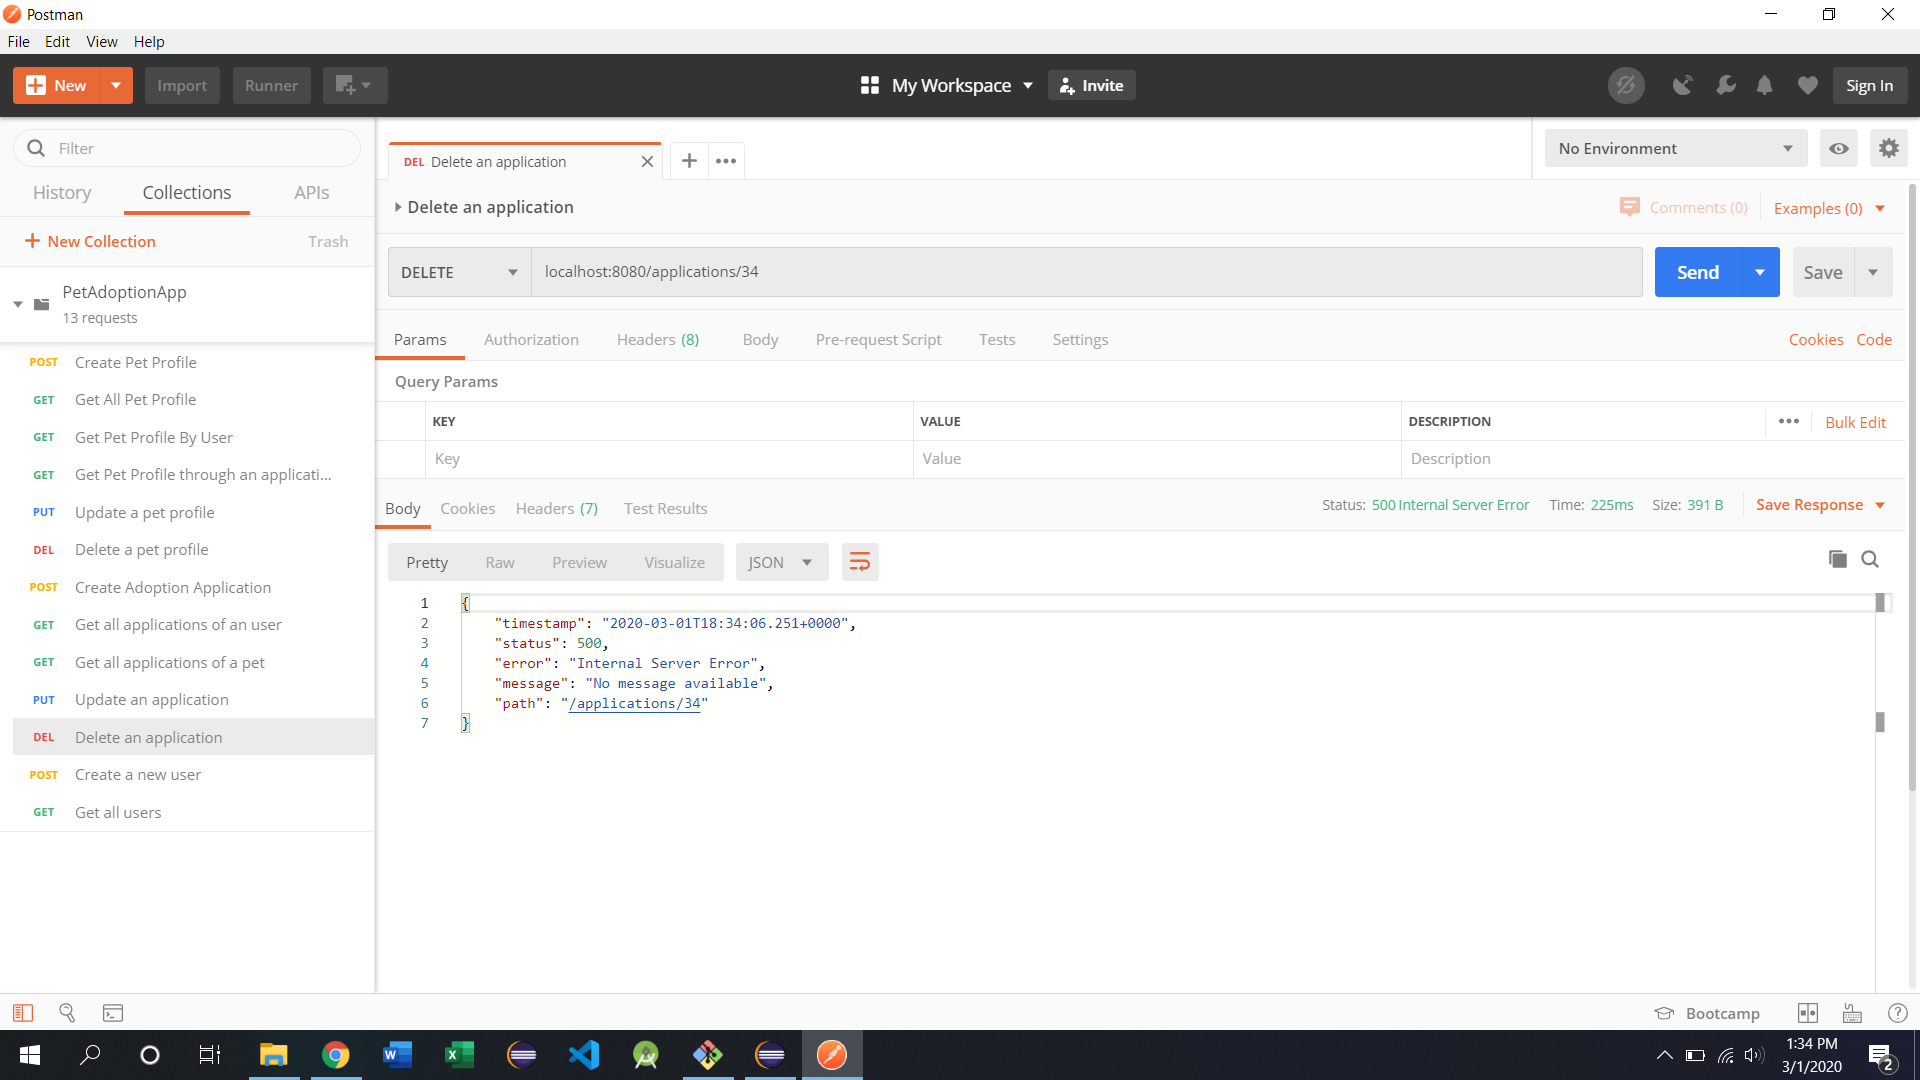 Postman
File Edit View Help
New Import Runner My Workspace Invite Sign In
Filter
History Collections APIs
New Collection Trash
PetAdoptionApp
13 requests
POST Create Pet Profile
GET Get All Pet Profile
GET Get Pet Profile By User
GET Get Pet Profile through an applicati...
PUT Update a pet profile
DEL Delete a pet profile
POST Create Adoption Application
GET Get all applications of an user
GET Get all applications of a pet
PUT Update an application
DEL Delete an application
POST Create a new user
GET Get all users
DEL Delete an application
No Environment
Delete an application
Comments (0) Examples (0)
DELETE localhost:8080/applications/34 Send Save
Params Authorization Headers (8) Body Pre-request Script Tests Settings Cookies Code
Query Params
KEY VALUE DESCRIPTION Bulk Edit
Key Value Description
Body Cookies Headers (7) Test Results Status: 500 Internal Server Error Time: 225ms Size: 391 B Save Response
Pretty Raw Preview Visualize JSON
1 {
2 "timestamp": "2020-03-01T18:34:06.251+0000",
3 "status": 500,
4 "error": "Internal Server Error",
5 "message": "No message available",
6 "path": "/applications/34"
7 }
Bootcamp
1:34 PM
3/1/2020
2